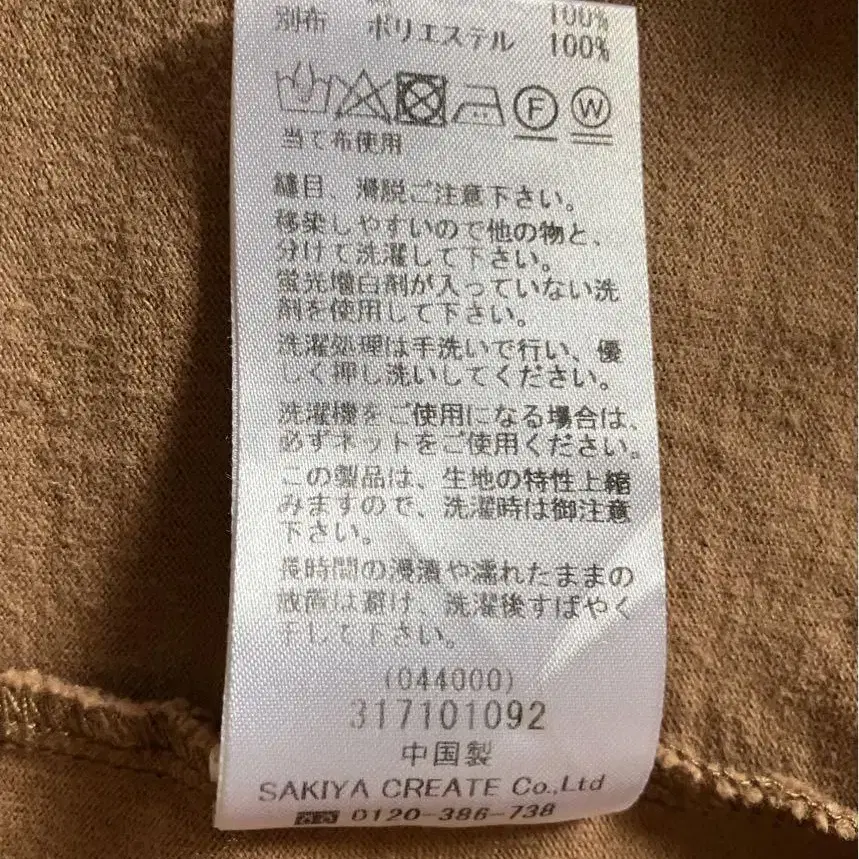 100%
別布 ポリエステル 100%
F W
当て布使用
縫目、滑脱ご注意下さい。
移染しやすいので他の物と、
分けて洗濯して下さい。
蛍光増白剤が入っていない洗
剤を使用して下さい。
洗濯処理は手洗いで行い、優
しく押し洗いしてください。
洗濯機をご使用になる場合は、
必ずネットをご使用ください。
この製品は、生地の特性上縮
みますので、洗濯時は御注意
下さい。
長時間の浸漬や濡れたままの
放置は避け、洗濯後すばやく
干して下さい。
(044000)
317101092
中国製
SAKIYA CREATE Co.,Ltd
0120-386-738